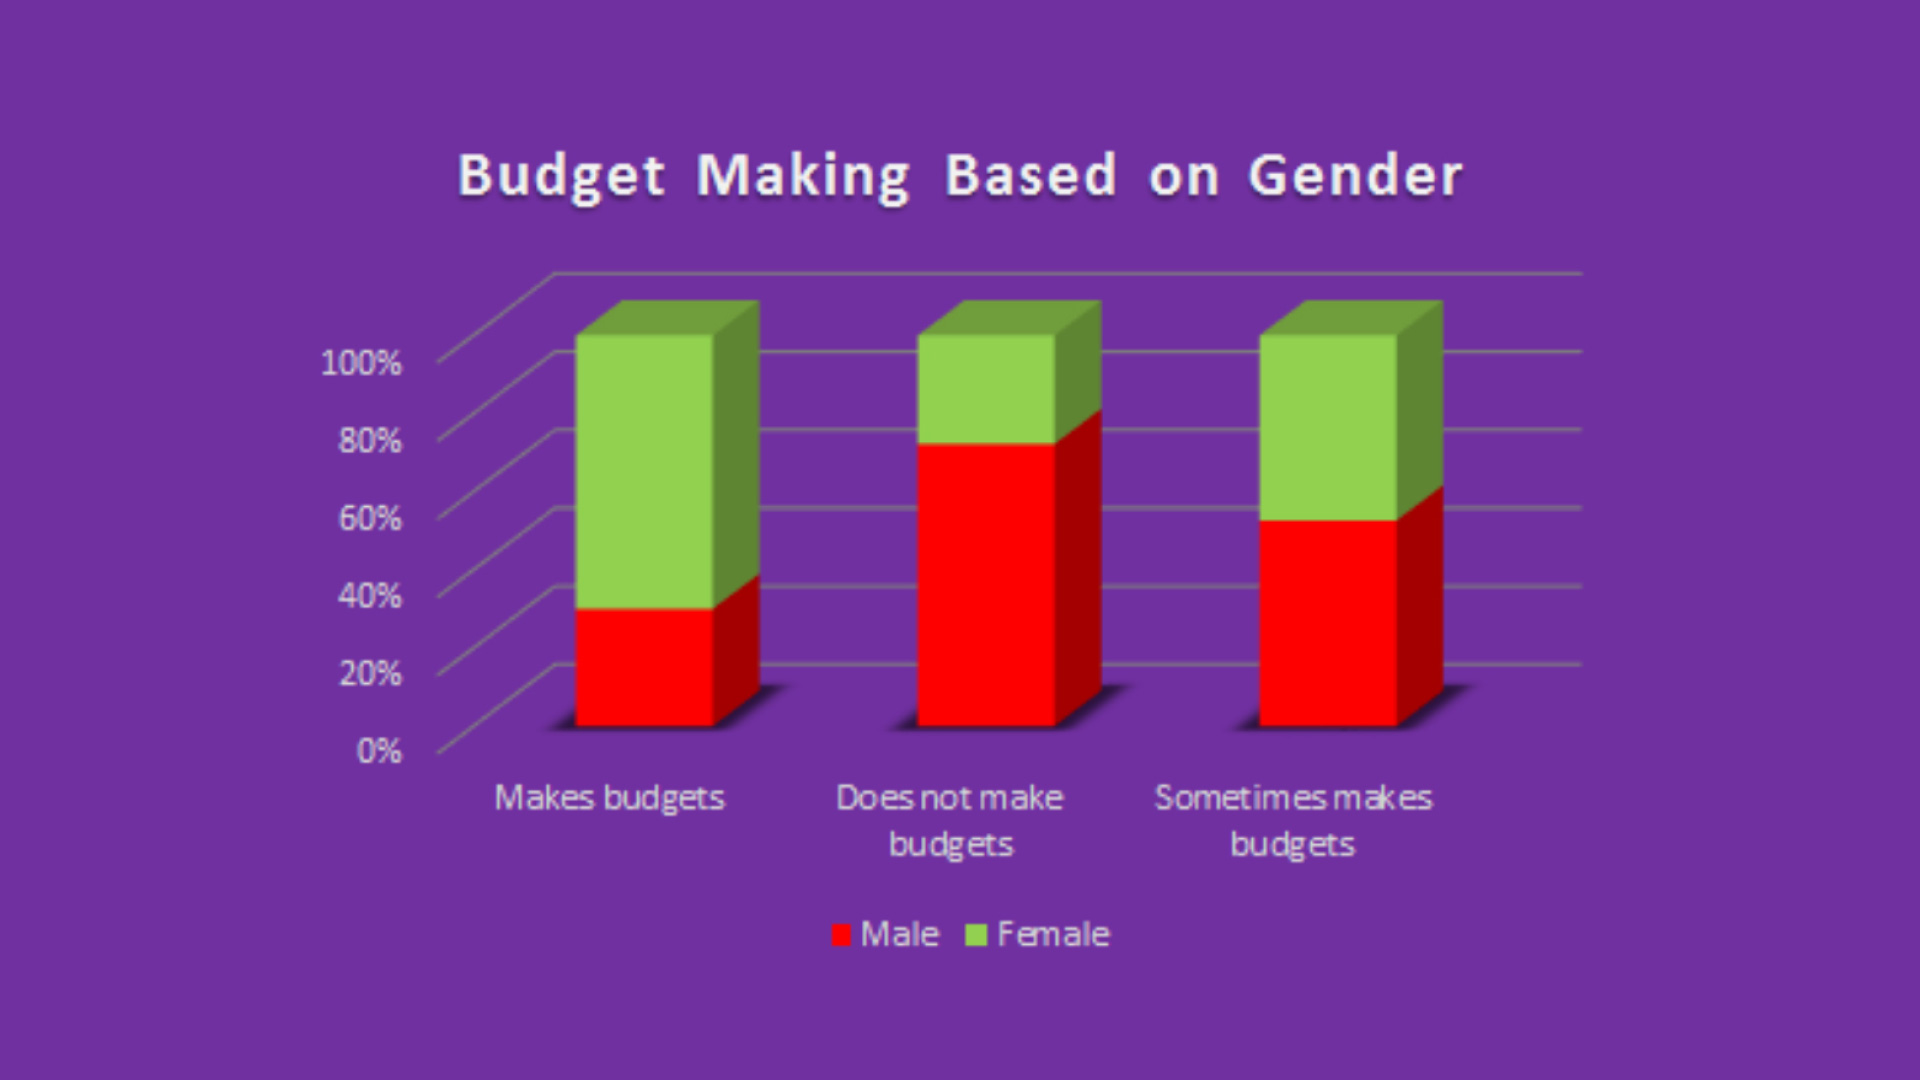 Budget Making Based on Gender
100%
80%
60%
40%
20%
0%
Makes budgets
Does not make
budgets
Sometimes makes
budgets
Male
Female